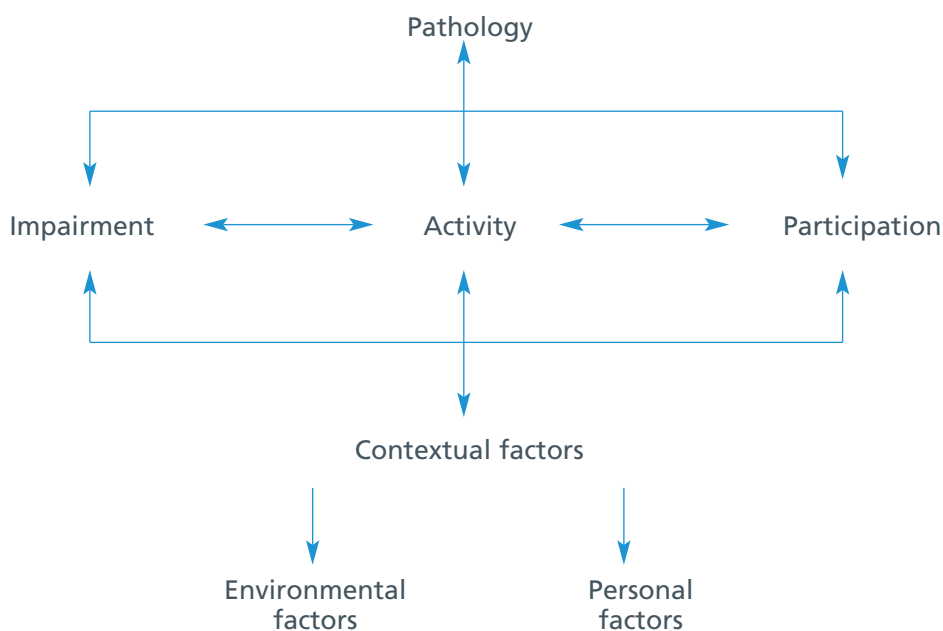 Pathology
Impairment
Activity
Participation
Contextual factors
Environmental
factors
Personal
factors